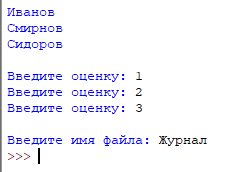 Иванов
Смирнов
Сидоров
Введите оценку: 1
Введите оценку: 2
Введите оценку: 3
Введите имя файла: Журнал
>>>